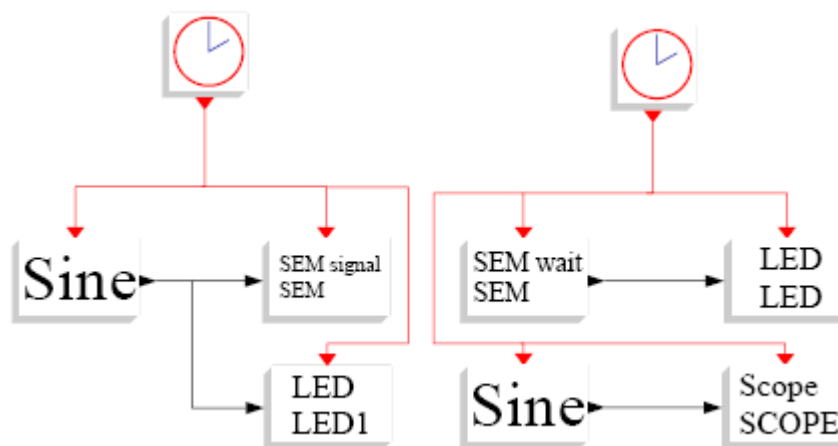 Sine
SEM signal
SEM
LED
LED1
SEM wait
SEM
LED
LED
Sine
Scope
SCOPE